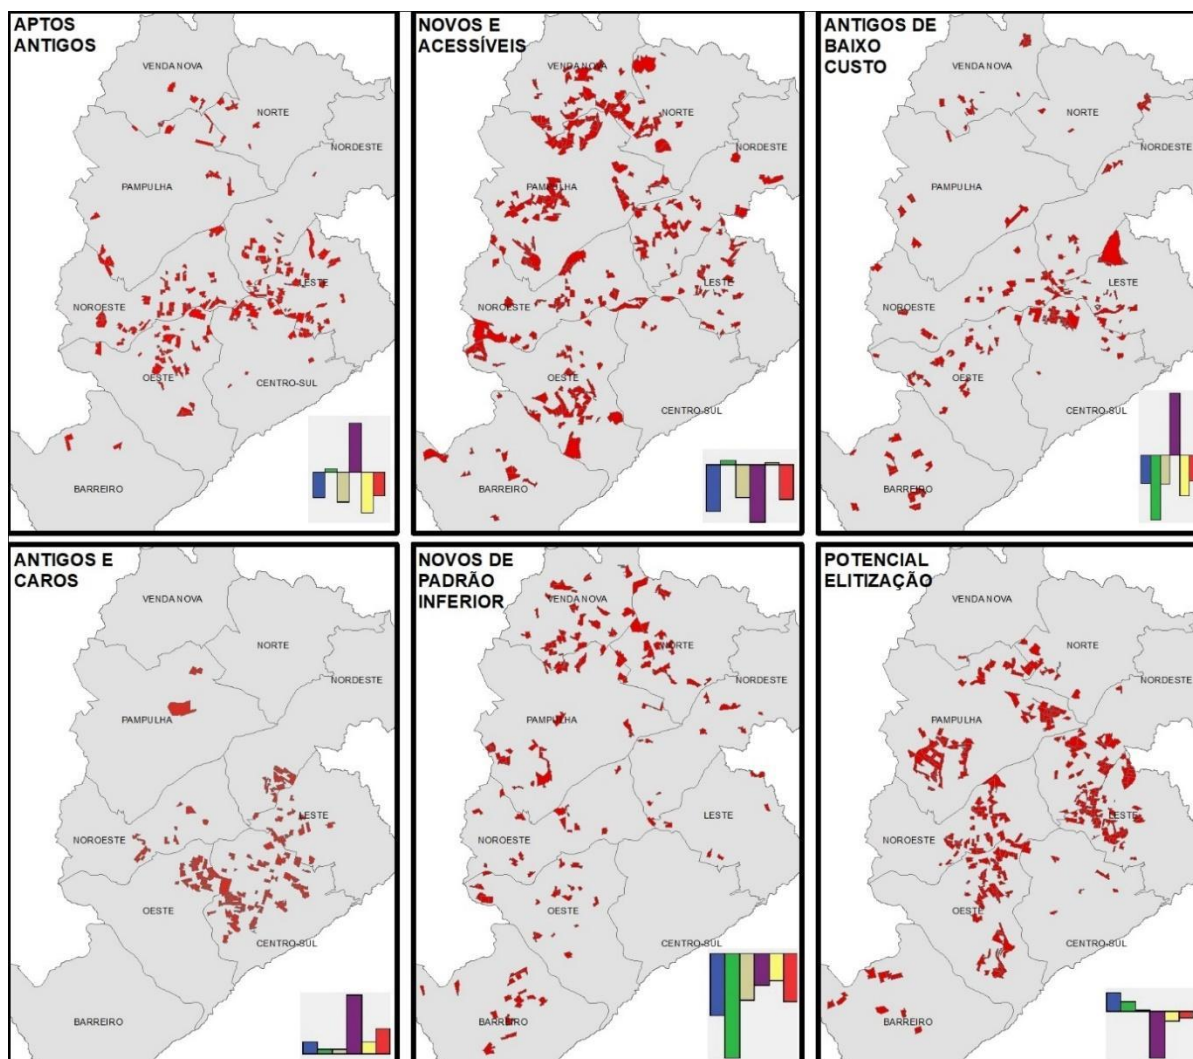 APTOS
ANTIGOS
VENDA NOVA
NORTE
NORDESTE
PAMPULHA
NOROESTE
LESTE
OESTE
CENTRO-SUL
BARREIRO
NOVOS E
ACESSÍVEIS
VENDA NOVA
NORTE
NORDESTE
PAMPULHA
NOROESTE
LESTE
OESTE
CENTRO-SUL
BARREIRO
ANTIGOS DE
BAIXO
CUSTO
VENDA NOVA
NORTE
NORDESTE
PAMPULHA
NOROESTE
LESTE
OESTE
CENTRO-SUL
BARREIRO
ANTIGOS E
CAROS
VENDA NOVA
NORTE
NORDESTE
PAMPULHA
NOROESTE
LESTE
OESTE
CENTRO-SUL
BARREIRO
NOVOS DE
PADRÃO
INFERIOR
VENDA NOVA
NORTE
NORDESTE
PAMPULHA
NOROESTE
LESTE
OESTE
CENTRO-SUL
BARREIRO
POTENCIAL
ELITIZAÇÃO
VENDA NOVA
NORTE
NORDESTE
PAMPULHA
NOROESTE
LESTE
OESTE
CENTRO-SUL
BARREIRO